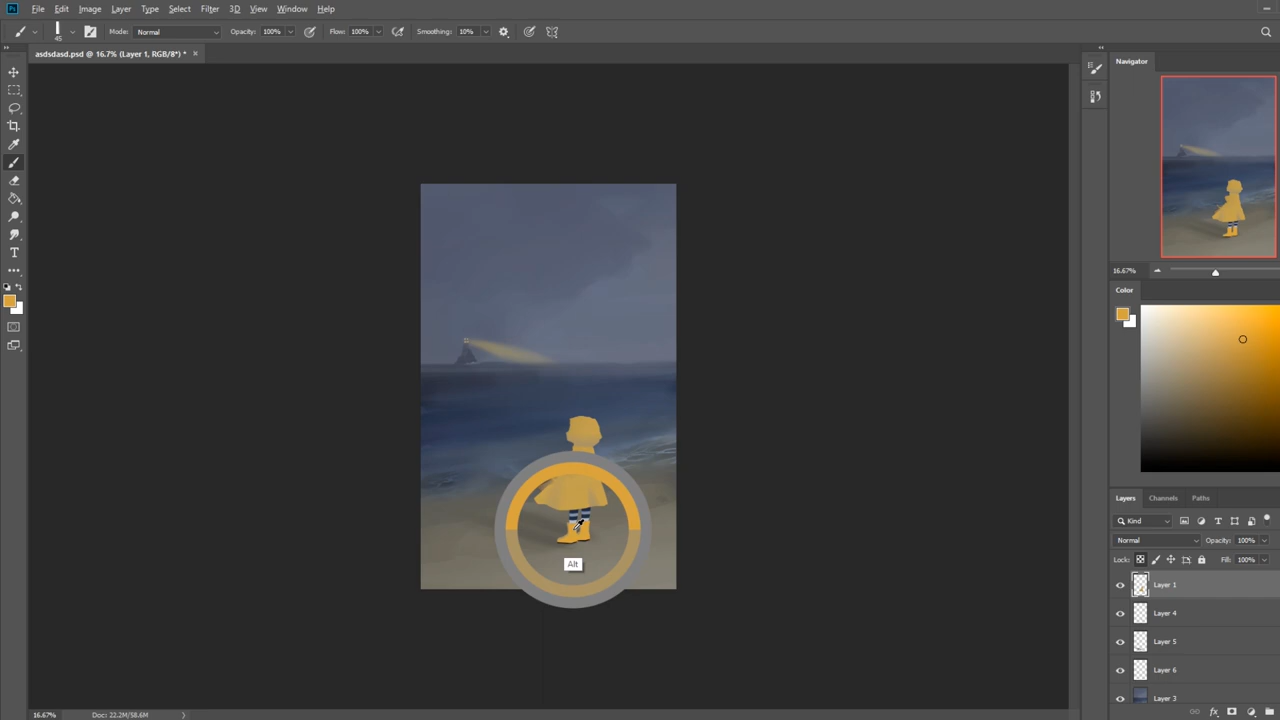 Ps File Edit Image Layer Type Select Filter 3D View Window Help
45 Mode: Normal Opacity: 100% Flow: 100% Smoothing: 10%
asdsdasd.psd @ 16.7% (Layer 1, RGB/8*) * ×
Navigator
16.67%
Color
Alt
Layers Channels Paths
Kind
Normal Opacity: 100%
Lock: Fill: 100%
Layer 1
Layer 4
Layer 5
Layer 6
Layer 3
16.67% Doc: 22.2M/58.6M